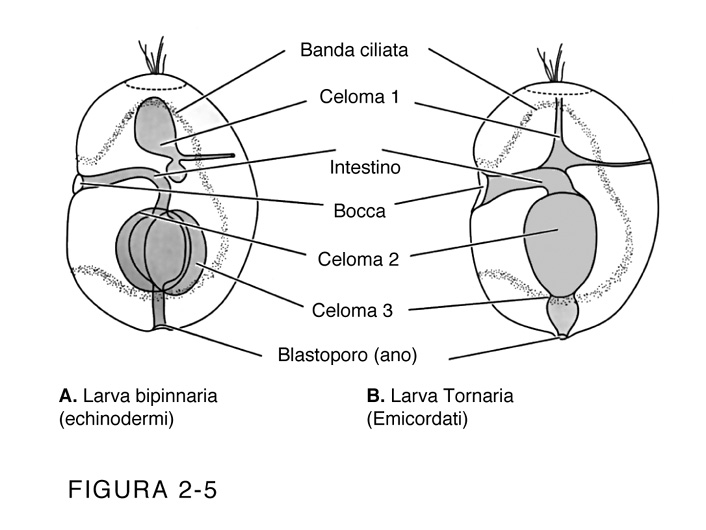 Banda ciliata
Celoma 1
Intestino
Bocca
Celoma 2
Celoma 3
Blastoporo (ano)
A. Larva bipinnaria
(echinodermi)
B. Larva Tornaria
(Emicordati)
FIGURA 2-5